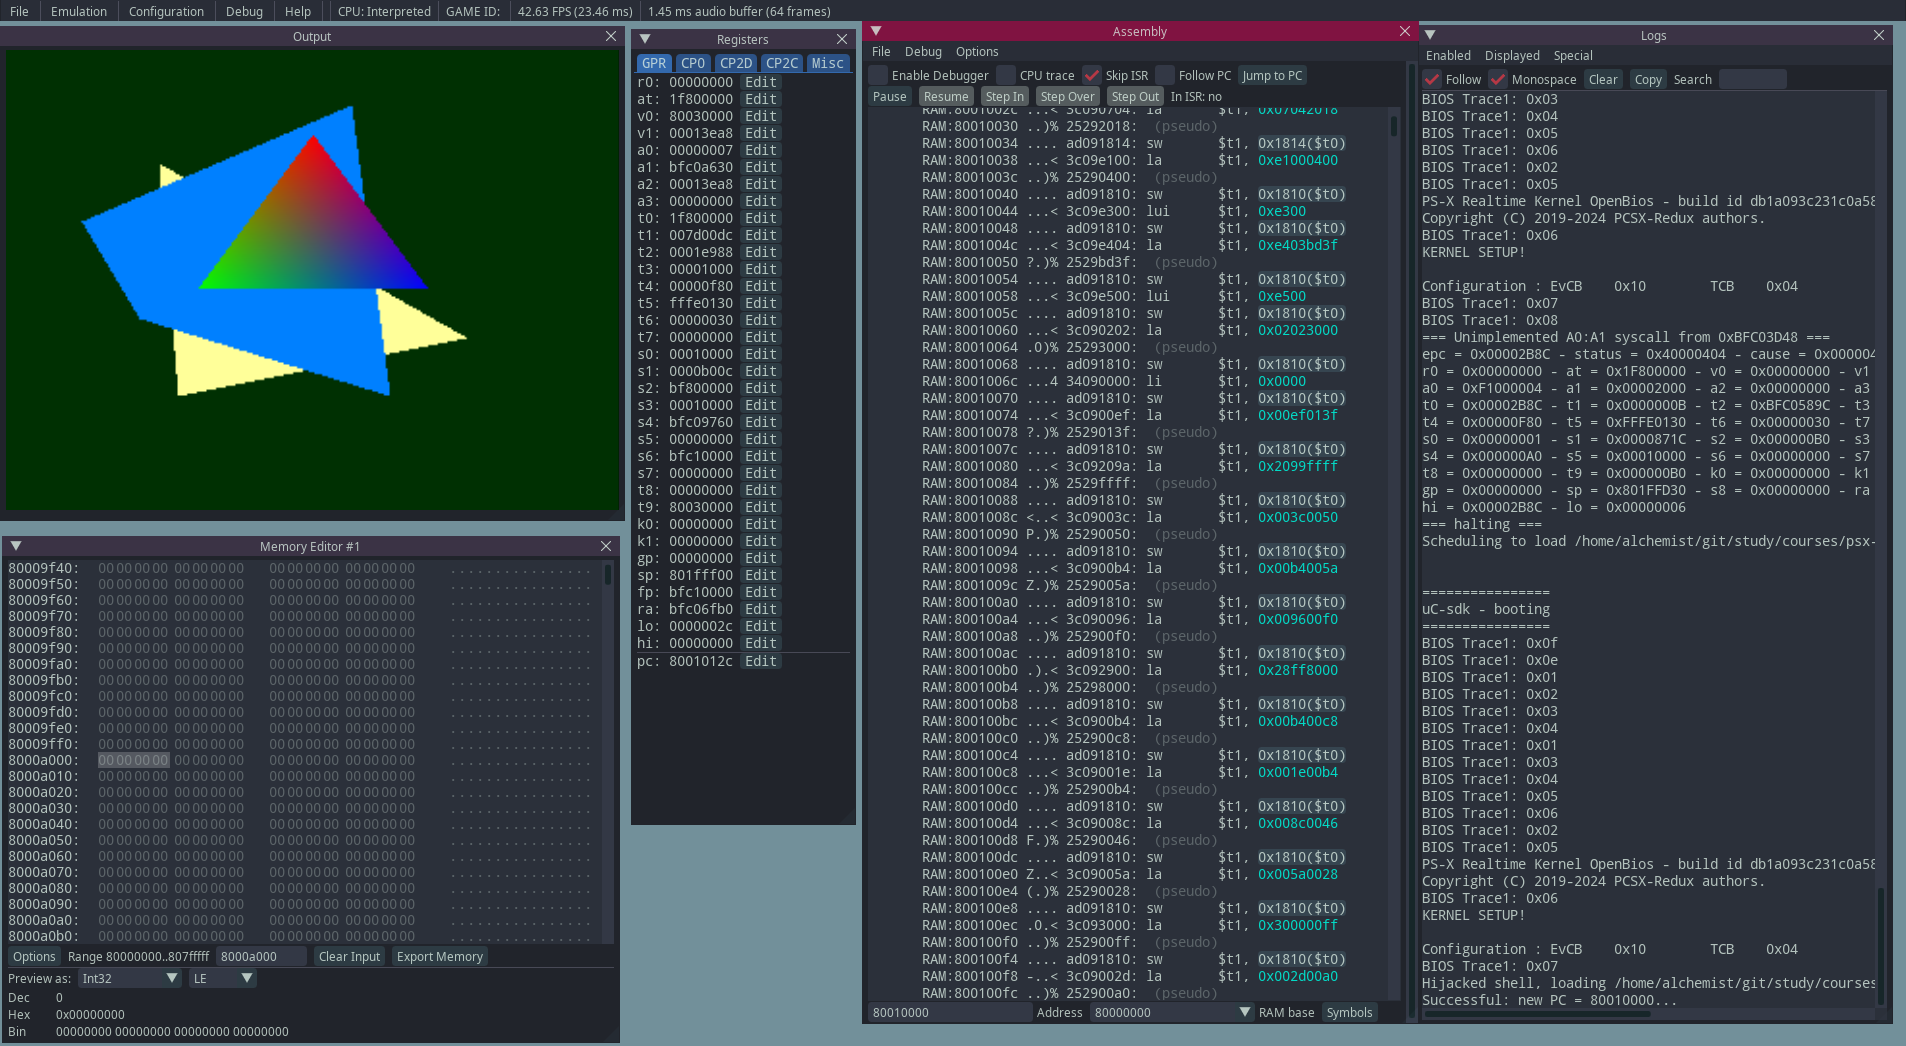 File Emulation Configuration Debug Help CPU: Interpreted GAME ID: 42.63 FPS (23.46 ms) 1.45 ms audio buffer (64 frames)
Output
Memory Editor #1
80009f40: 00 00 00 00 00 00 00 00 00 00 00 00 00 00 00 00 ................
80009f50: 00 00 00 00 00 00 00 00 00 00 00 00 00 00 00 00 ................
80009f60: 00 00 00 00 00 00 00 00 00 00 00 00 00 00 00 00 ................
80009f70: 00 00 00 00 00 00 00 00 00 00 00 00 00 00 00 00 ................
80009f80: 00 00 00 00 00 00 00 00 00 00 00 00 00 00 00 00 ................
80009f90: 00 00 00 00 00 00 00 00 00 00 00 00 00 00 00 00 ................
80009fa0: 00 00 00 00 00 00 00 00 00 00 00 00 00 00 00 00 ................
80009fb0: 00 00 00 00 00 00 00 00 00 00 00 00 00 00 00 00 ................
80009fc0: 00 00 00 00 00 00 00 00 00 00 00 00 00 00 00 00 ................
80009fd0: 00 00 00 00 00 00 00 00 00 00 00 00 00 00 00 00 ................
80009fe0: 00 00 00 00 00 00 00 00 00 00 00 00 00 00 00 00 ................
80009ff0: 00 00 00 00 00 00 00 00 00 00 00 00 00 00 00 00 ................
8000a000: 00 00 00 00 00 00 00 00 00 00 00 00 00 00 00 00 ................
8000a010: 00 00 00 00 00 00 00 00 00 00 00 00 00 00 00 00 ................
8000a020: 00 00 00 00 00 00 00 00 00 00 00 00 00 00 00 00 ................
8000a030: 00 00 00 00 00 00 00 00 00 00 00 00 00 00 00 00 ................
8000a040: 00 00 00 00 00 00 00 00 00 00 00 00 00 00 00 00 ................
8000a050: 00 00 00 00 00 00 00 00 00 00 00 00 00 00 00 00 ................
8000a060: 00 00 00 00 00 00 00 00 00 00 00 00 00 00 00 00 ................
8000a070: 00 00 00 00 00 00 00 00 00 00 00 00 00 00 00 00 ................
8000a080: 00 00 00 00 00 00 00 00 00 00 00 00 00 00 00 00 ................
8000a090: 00 00 00 00 00 00 00 00 00 00 00 00 00 00 00 00 ................
8000a0a0: 00 00 00 00 00 00 00 00 00 00 00 00 00 00 00 00 ................
8000a0b0: 00 00 00 00 00 00 00 00 00 00 00 00 00 00 00 00 ................
Options Range 80000000..807fffff 8000a000 Clear Input Export Memory
Preview as: Int32 LE
Dec 0
Hex 0x00000000
Bin 00000000 00000000 00000000 00000000
Registers
GPR CP0 CP2D CP2C Misc
r0: 00000000 Edit
at: 1f800000 Edit
v0: 80030000 Edit
v1: 00013ea8 Edit
a0: 00000007 Edit
a1: bfc0a630 Edit
a2: 00013ea8 Edit
a3: 00000000 Edit
t0: 1f800000 Edit
t1: 007d00dc Edit
t2: 0001e988 Edit
t3: 00001000 Edit
t4: 00000f80 Edit
t5: fffe0130 Edit
t6: 00000030 Edit
t7: 00000000 Edit
s0: 00010000 Edit
s1: 0000b00c Edit
s2: bf800000 Edit
s3: 00010000 Edit
s4: bfc09760 Edit
s5: 00000000 Edit
s6: bfc10000 Edit
s7: 00000000 Edit
t8: 00000000 Edit
t9: 80030000 Edit
k0: 00000000 Edit
k1: 00000000 Edit
gp: 00000000 Edit
sp: 801fff00 Edit
fp: bfc10000 Edit
ra: bfc06fb0 Edit
lo: 0000002c Edit
hi: 00000000 Edit
pc: 8001012c Edit
Assembly
File Debug Options
Enable Debugger CPU trace Skip ISR Follow PC Jump to PC
Pause Resume Step In Step Over Step Out In ISR: no
RAM:8001002c ...< 3c090704: la $t1, 0x07042018
RAM:80010030 ..)% 25292018: (pseudo)
RAM:80010034 .... ad091814: sw $t1, 0x1814($t0)
RAM:80010038 ...< 3c09e100: la $t1, 0xe1000400
RAM:8001003c ..)% 25290400: (pseudo)
RAM:80010040 .... ad091810: sw $t1, 0x1810($t0)
RAM:80010044 ...< 3c09e300: lui $t1, 0xe300
RAM:80010048 .... ad091810: sw $t1, 0x1810($t0)
RAM:8001004c ...< 3c09e404: la $t1, 0xe403bd3f
RAM:80010050 ?.)% 2529bd3f: (pseudo)
RAM:80010054 .... ad091810: sw $t1, 0x1810($t0)
RAM:80010058 ...< 3c09e500: lui $t1, 0xe500
RAM:8001005c .... ad091810: sw $t1, 0x1810($t0)
RAM:80010060 ...< 3c090202: la $t1, 0x02023000
RAM:80010064 .0)% 25293000: (pseudo)
RAM:80010068 .... ad091810: sw $t1, 0x1810($t0)
RAM:8001006c ...4 34090000: li $t1, 0x0000
RAM:80010070 .... ad091810: sw $t1, 0x1810($t0)
RAM:80010074 ...< 3c0900ef: la $t1, 0x00ef013f
RAM:80010078 ?.)% 2529013f: (pseudo)
RAM:8001007c .... ad091810: sw $t1, 0x1810($t0)
RAM:80010080 ...< 3c09209a: la $t1, 0x2099ffff
RAM:80010084 ..)% 2529ffff: (pseudo)
RAM:80010088 .... ad091810: sw $t1, 0x1810($t0)
RAM:8001008c <..< 3c09003c: la $t1, 0x003c0050
RAM:80010090 P.)% 25290050: (pseudo)
RAM:80010094 .... ad091810: sw $t1, 0x1810($t0)
RAM:80010098 ...< 3c0900b4: la $t1, 0x00b4005a
RAM:8001009c Z.)% 2529005a: (pseudo)
RAM:800100a0 .... ad091810: sw $t1, 0x1810($t0)
RAM:800100a4 ...< 3c090096: la $t1, 0x009600f0
RAM:800100a8 ..)% 252900f0: (pseudo)
RAM:800100ac .... ad091810: sw $t1, 0x1810($t0)
RAM:800100b0 .).< 3c092900: la $t1, 0x28ff8000
RAM:800100b4 ..)% 25298000: (pseudo)
RAM:800100b8 .... ad091810: sw $t1, 0x1810($t0)
RAM:800100bc ...< 3c0900b4: la $t1, 0x00b400c8
RAM:800100c0 ..)% 252900c8: (pseudo)
RAM:800100c4 .... ad091810: sw $t1, 0x1810($t0)
RAM:800100c8 ...< 3c09001e: la $t1, 0x001e00b4
RAM:800100cc ..)% 252900b4: (pseudo)
RAM:800100d0 .... ad091810: sw $t1, 0x1810($t0)
RAM:800100d4 ...< 3c09008c: la $t1, 0x008c0046
RAM:800100d8 F.)% 25290046: (pseudo)
RAM:800100dc .... ad091810: sw $t1, 0x1810($t0)
RAM:800100e0 Z..< 3c09005a: la $t1, 0x005a0028
RAM:800100e4 (.)% 25290028: (pseudo)
RAM:800100e8 .... ad091810: sw $t1, 0x1810($t0)
RAM:800100ec .0.< 3c093000: la $t1, 0x300000ff
RAM:800100f0 ..)% 252900ff: (pseudo)
RAM:800100f4 .... ad091810: sw $t1, 0x1810($t0)
RAM:800100f8 -..< 3c09002d: la $t1, 0x002d00a0
RAM:800100fc ..)% 252900a0: (pseudo)
80010000 Address 80000000 RAM base Symbols
Logs
Enabled Displayed Special
Follow Monospace Clear Copy Search
BIOS Trace1: 0x03
BIOS Trace1: 0x04
BIOS Trace1: 0x05
BIOS Trace1: 0x06
BIOS Trace1: 0x02
BIOS Trace1: 0x05
PS-X Realtime Kernel OpenBios - build id db1a093c231c0a58
Copyright (C) 2019-2024 PCSX-Redux authors.
BIOS Trace1: 0x06
KERNEL SETUP!
Configuration : EvCB 0x10 TCB 0x04
BIOS Trace1: 0x07
BIOS Trace1: 0x08
=== Unimplemented A0:A1 syscall from 0xBFC03D48 ===
epc = 0x00002B8C - status = 0x40000404 - cause = 0x000004
r0 = 0x00000000 - at = 0x1F800000 - v0 = 0x00000000 - v1
a0 = 0xF1000004 - a1 = 0x00002000 - a2 = 0x00000000 - a3
t0 = 0x00002B8C - t1 = 0x0000000B - t2 = 0xBFC0589C - t3
t4 = 0x00000F80 - t5 = 0xFFFE0130 - t6 = 0x00000030 - t7
s0 = 0x00000001 - s1 = 0x0000871C - s2 = 0x000000B0 - s3
s4 = 0x000000A0 - s5 = 0x00010000 - s6 = 0x00000000 - s7
t8 = 0x00000000 - t9 = 0x000000B0 - k0 = 0x00000000 - k1
gp = 0x00000000 - sp = 0x801FFD30 - s8 = 0x00000000 - ra
hi = 0x00002B8C - lo = 0x00000006
=== halting ===
Scheduling to load /home/alchemist/git/study/courses/psx-
================
uC-sdk - booting
================
BIOS Trace1: 0x0f
BIOS Trace1: 0x0e
BIOS Trace1: 0x01
BIOS Trace1: 0x02
BIOS Trace1: 0x03
BIOS Trace1: 0x04
BIOS Trace1: 0x01
BIOS Trace1: 0x03
BIOS Trace1: 0x04
BIOS Trace1: 0x05
BIOS Trace1: 0x06
BIOS Trace1: 0x02
BIOS Trace1: 0x05
PS-X Realtime Kernel OpenBios - build id db1a093c231c0a58
Copyright (C) 2019-2024 PCSX-Redux authors.
BIOS Trace1: 0x06
KERNEL SETUP!
Configuration : EvCB 0x10 TCB 0x04
BIOS Trace1: 0x07
Hijacked shell, loading /home/alchemist/git/study/courses
Successful: new PC = 80010000...